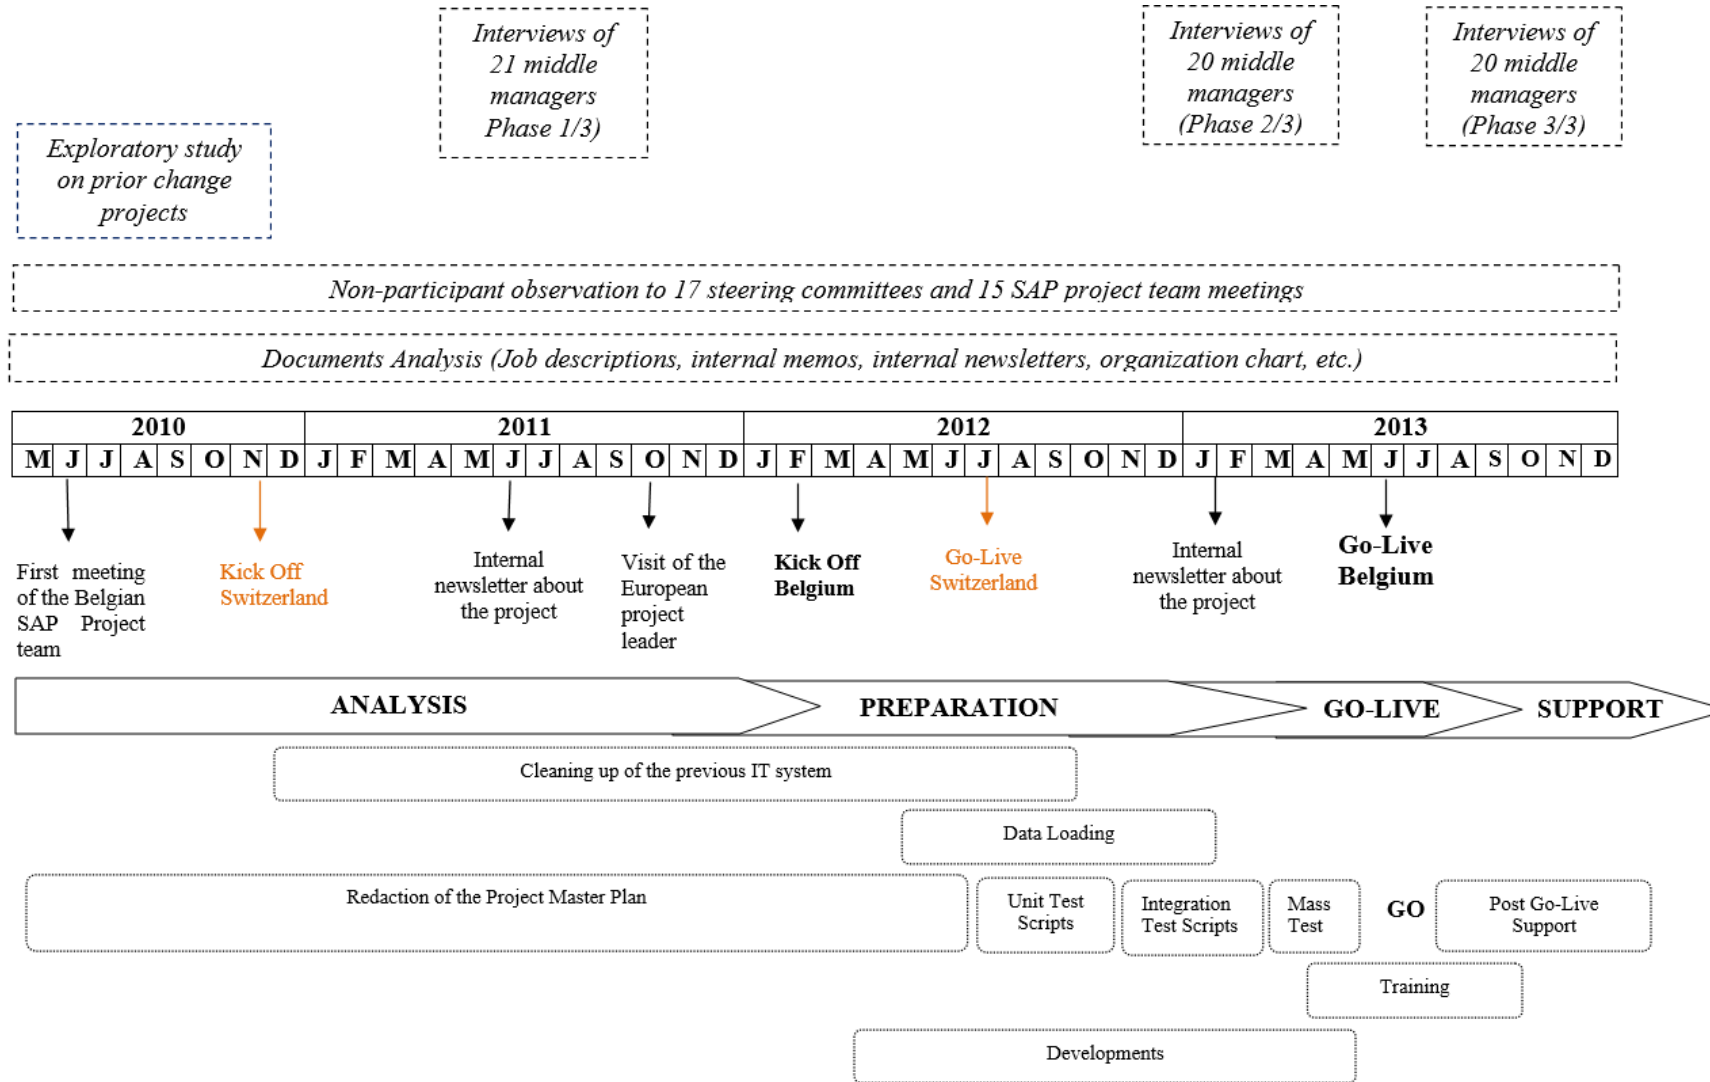 Interviews of
21 middle
managers
Phase 1/3)
Interviews of
20 middle
managers
(Phase 2/3)
Interviews of
20 middle
managers
(Phase 3/3)
Exploratory study
on prior change
projects
Non-participant observation to 17 steering committees and 15 SAP project team meetings
Documents Analysis (Job descriptions, internal memos, internal newsletters, organization chart, etc.)
2010 2011 2012 2013
M J J A S O N D J F M A M J J A S O N D J F M A M J J A S O N D J F M A M J J A S O N D
First meeting
of the Belgian
SAP Project
team
Kick Off
Switzerland
Internal
newsletter about
the project
Visit of the
European
project
leader
Kick Off
Belgium
Go-Live
Switzerland
Internal
newsletter about
the project
Go-Live
Belgium
ANALYSIS
PREPARATION
GO-LIVE
SUPPORT
Cleaning up of the previous IT system
Data Loading
Redaction of the Project Master Plan
Unit Test
Scripts
Integration
Test Scripts
Mass
Test
GO
Post Go-Live
Support
Training
Developments